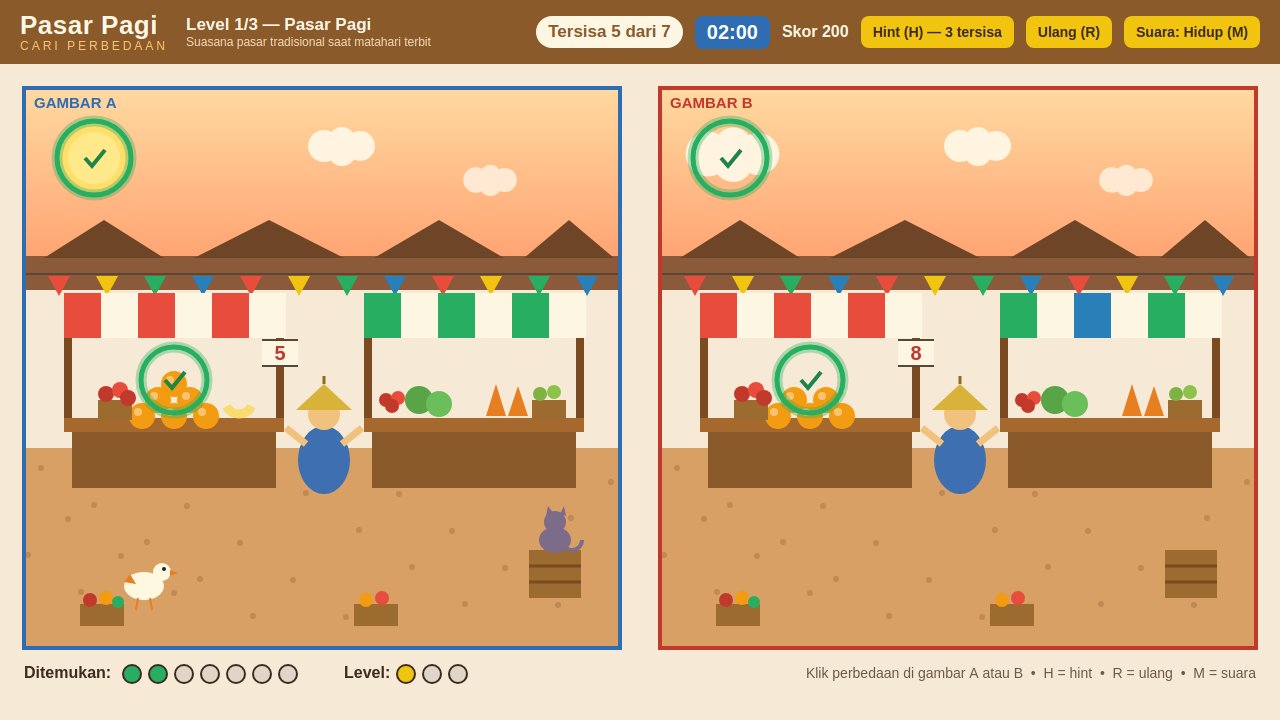 Pasar Pagi
CARI PERBEDAAN
Level 1/3 — Pasar Pagi
Suasana pasar tradisional saat matahari terbit
Tersisa 5 dari 7
02:00
Skor 200
Hint (H) — 3 tersisa
Ulang (R)
Suara: Hidup (M)
GAMBAR A
5
GAMBAR B
8
Ditemukan:
Level:
Klik perbedaan di gambar A atau B • H = hint • R = ulang • M = suara